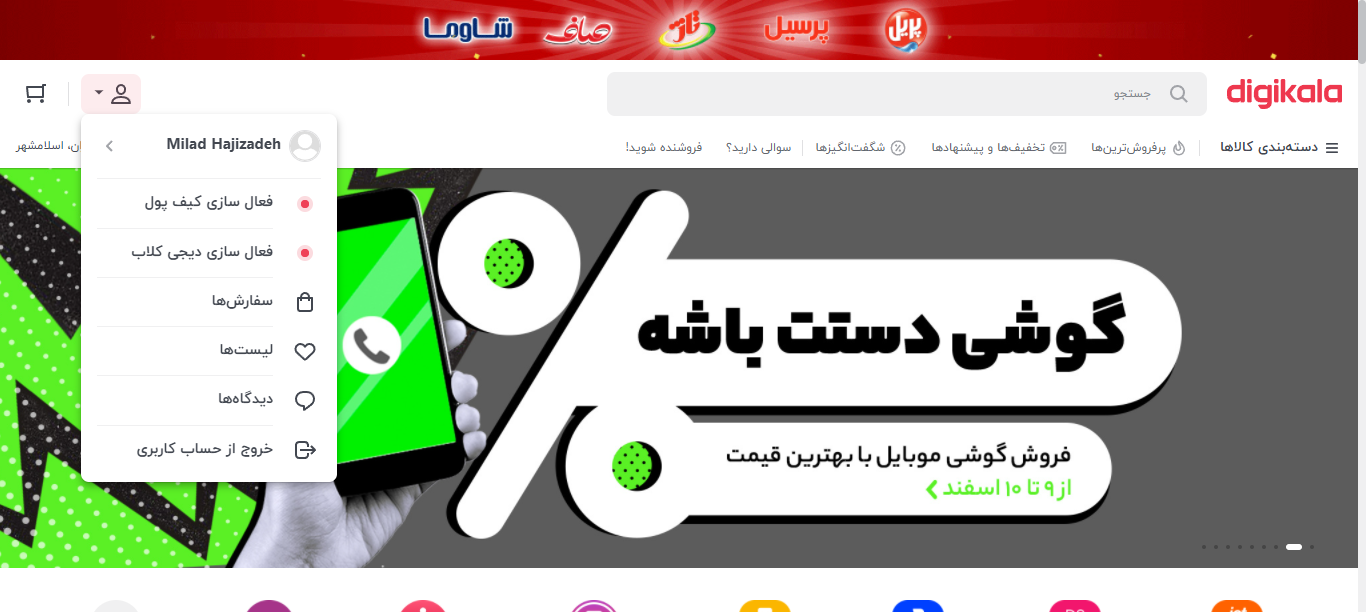 پریل
پرسیل
تاژ
صاف
شاوما
digikala
جستجو
دسته‌بندی کالاها
پرفروش‌ترین‌ها
تخفیف‌ها و پیشنهادها
شگفت‌انگیزها
سوالی دارید؟
فروشنده شوید!
اسلامشهر
Milad Hajizadeh
فعال سازی کیف پول
فعال سازی دیجی کلاب
سفارش‌ها
لیست‌ها
دیدگاه‌ها
خروج از حساب کاربری
گوشی دستت باشه
فروش گوشی موبایل با بهترین قیمت
از ۹ تا ۱۰ اسفند